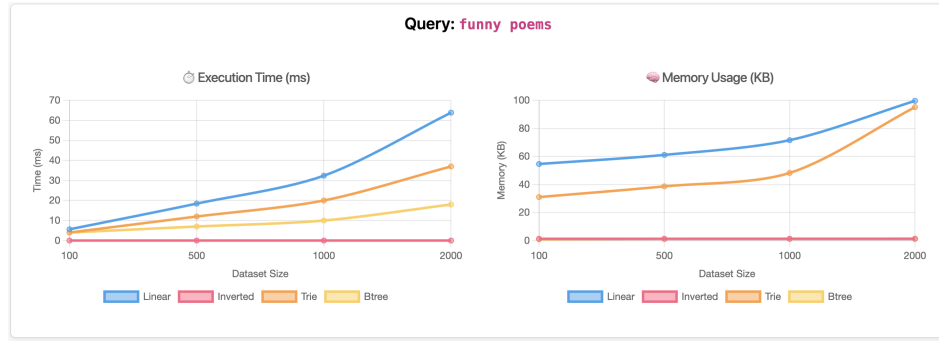 Query: funny poems
⏱ Execution Time (ms)
70
60
50
40
30
20
10
0
Time (ms)
100 500 1000 2000
Dataset Size
Linear Inverted Trie Btree
🧠 Memory Usage (KB)
100
80
60
40
20
0
Memory (KB)
100 500 1000 2000
Dataset Size
Linear Inverted Trie Btree